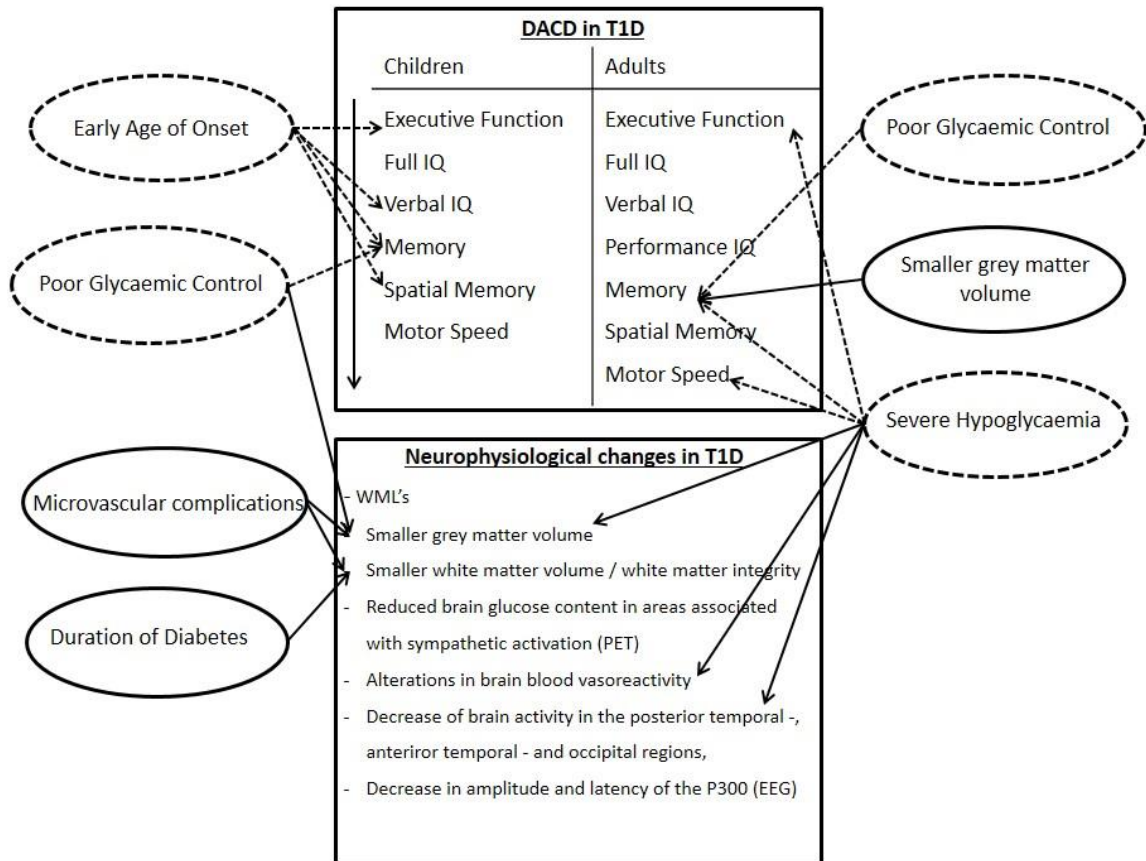 DACD in T1D
Children
Adults
Executive Function
Full IQ
Verbal IQ
Memory
Spatial Memory
Motor Speed
Executive Function
Full IQ
Verbal IQ
Performance IQ
Memory
Spatial Memory
Motor Speed
Early Age of Onset
Poor Glycaemic Control
Microvascular complications
Duration of Diabetes
Poor Glycaemic Control
Smaller grey matter
volume
Severe Hypoglycaemia
Neurophysiological changes in T1D
- WML's
Smaller grey matter volume
Smaller white matter volume / white matter integrity
- Reduced brain glucose content in areas associated
with sympathetic activation (PET)
- Alterations in brain blood vasoreactivity
- Decrease of brain activity in the posterior temporal -,
anteriror temporal - and occipital regions,
- Decrease in amplitude and latency of the P300 (EEG)